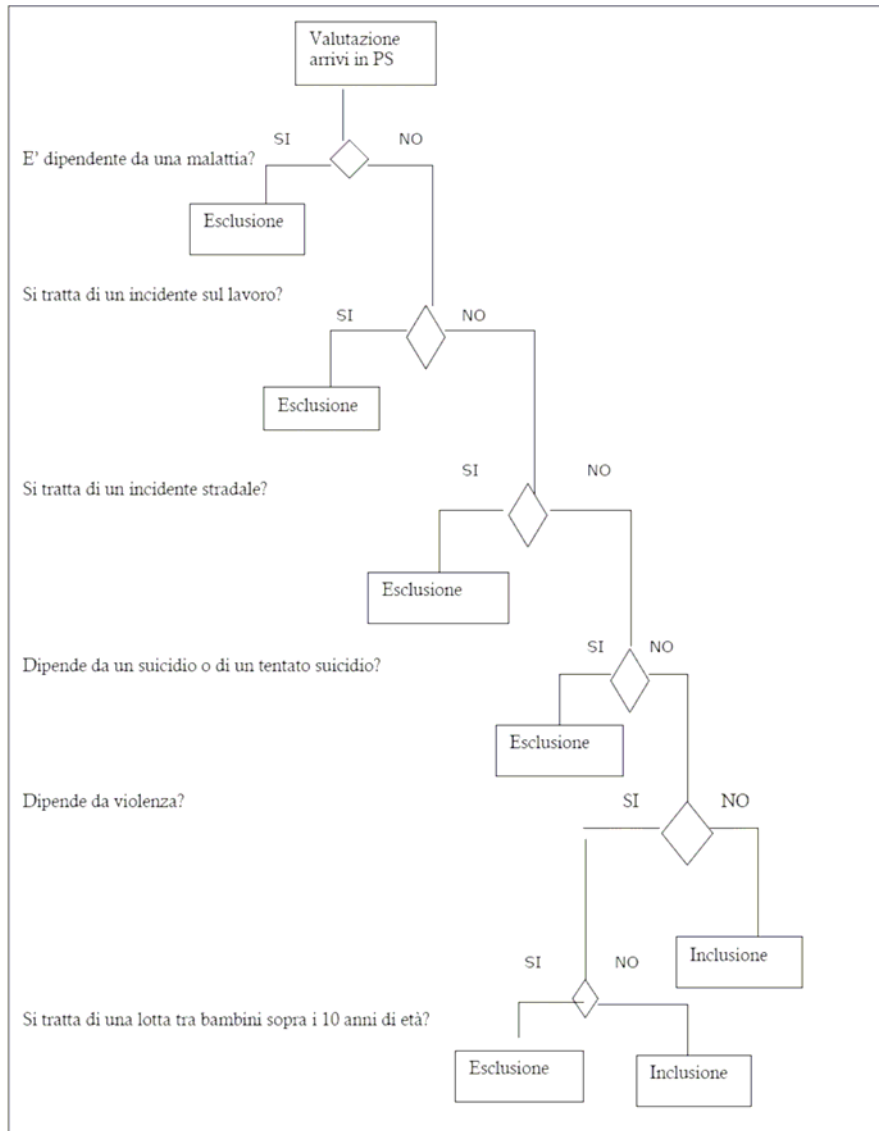 Valutazione
arrivi in PS
SI NO
E' dipendente da una malattia?
Esclusione
Si tratta di un incidente sul lavoro?
SI NO
Esclusione
SI NO
Si tratta di un incidente stradale?
Esclusione
SI NO
Dipende da un suicidio o di un tentato suicidio?
Esclusione
Dipende da violenza?
SI NO
Inclusione
SI NO
Si tratta di una lotta tra bambini sopra i 10 anni di età?
Esclusione
Inclusione